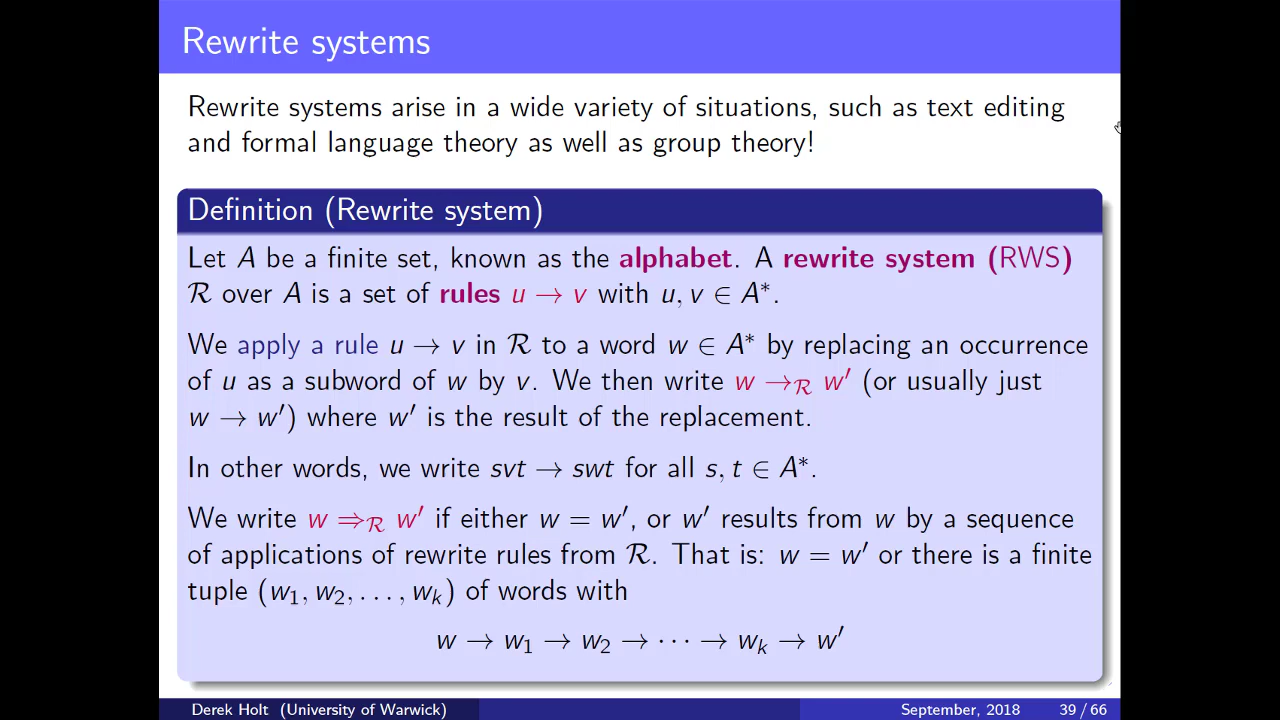 Rewrite systems
Rewrite systems arise in a wide variety of situations, such as text editing
and formal language theory as well as group theory!
Definition (Rewrite system)
Let A be a finite set, known as the alphabet. A rewrite system (RWS)
ℛ over A is a set of rules u → v with u, v ∈ A*.
We apply a rule u → v in ℛ to a word w ∈ A* by replacing an occurrence
of u as a subword of w by v. We then write w →ℛ w′ (or usually just
w → w′) where w′ is the result of the replacement.
In other words, we write svt → swt for all s, t ∈ A*.
We write w ⇒ℛ w′ if either w = w′, or w′ results from w by a sequence
of applications of rewrite rules from ℛ. That is: w = w′ or there is a finite
tuple (w₁, w₂, . . . , wₖ) of words with
w → w₁ → w₂ → · · · → wₖ → w′
Derek Holt (University of Warwick) September, 2018 39 / 66